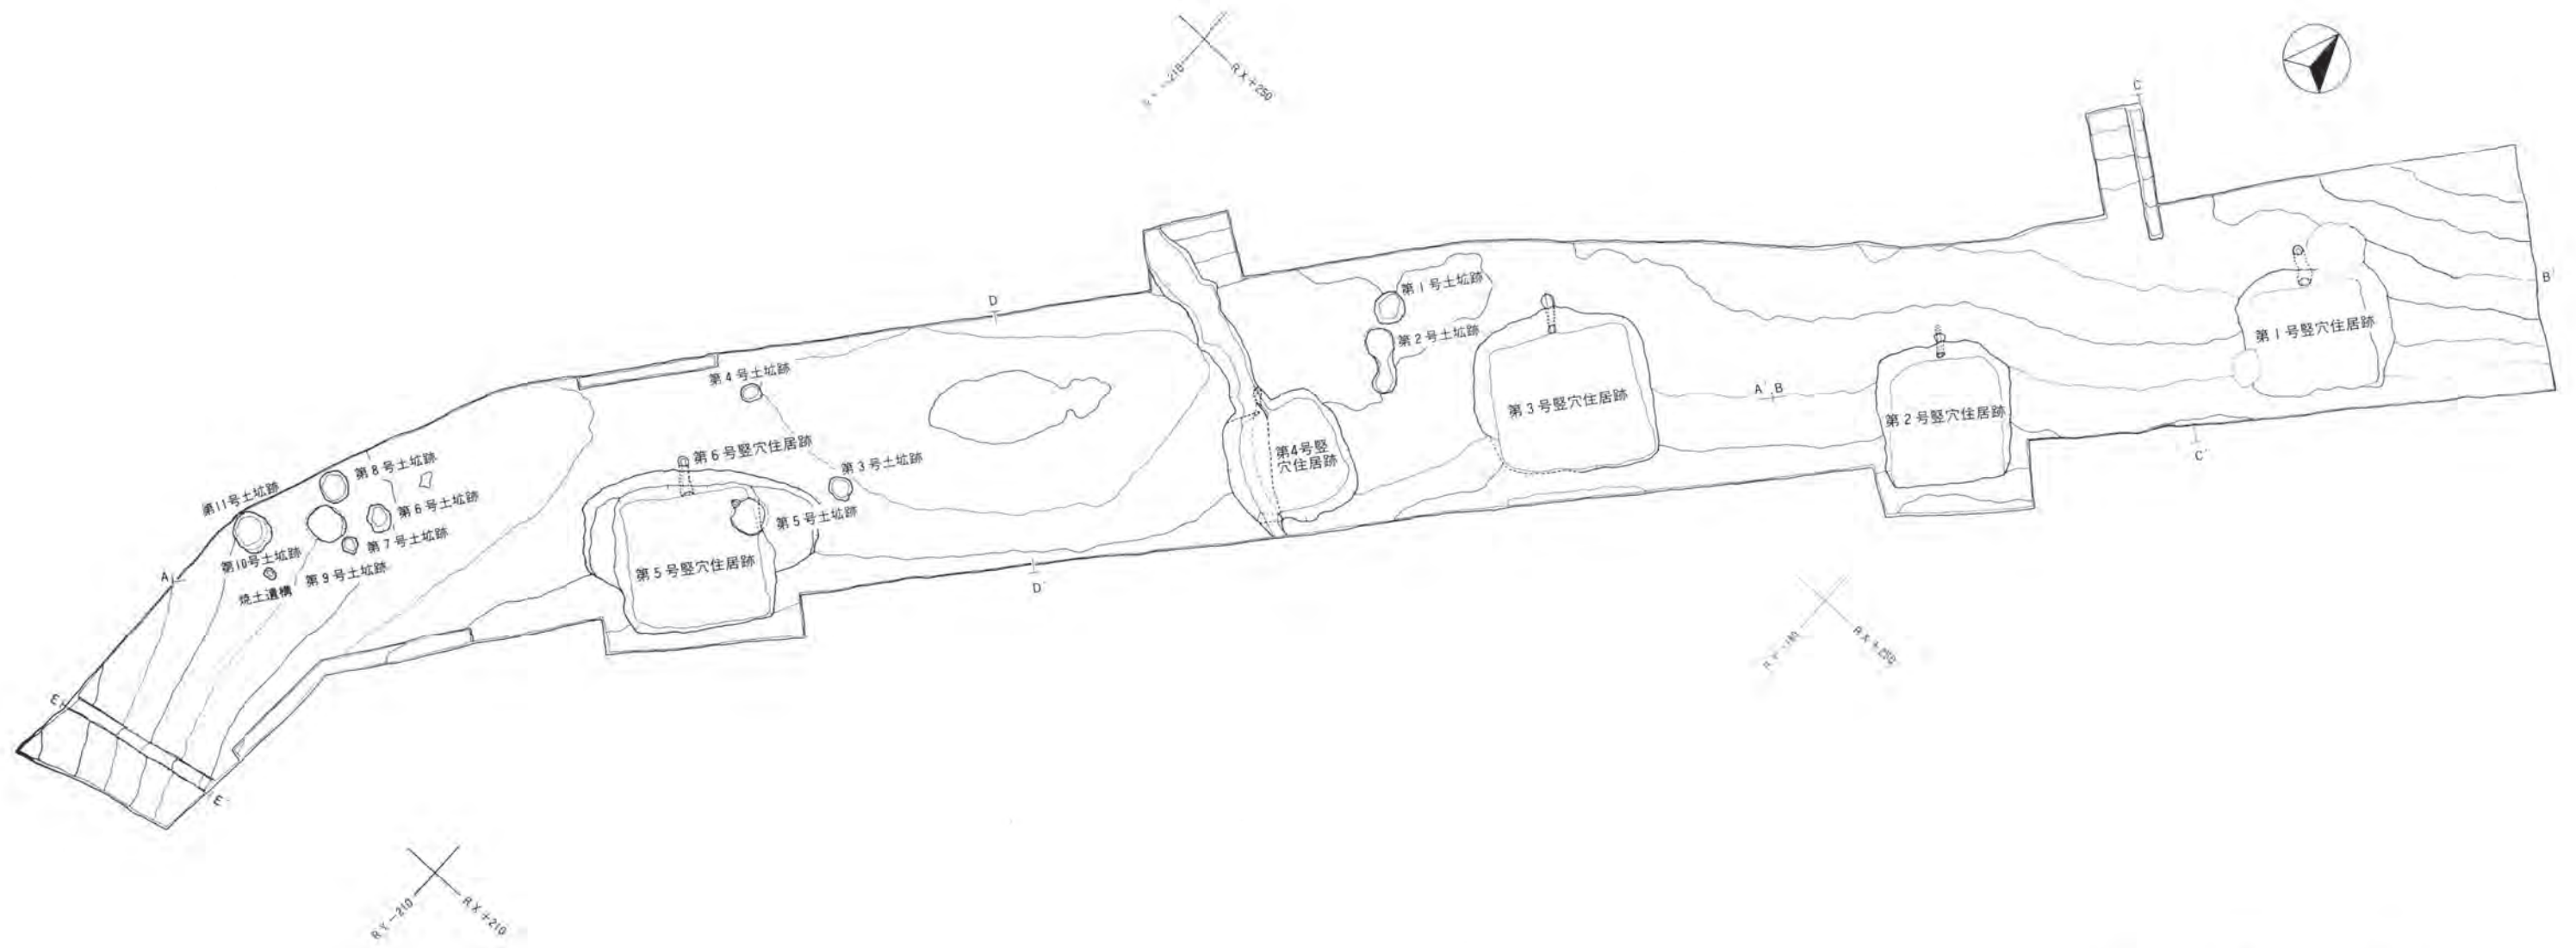 RY-210
RX+250
C
B'
第1号土坑跡
第2号土坑跡
第1号竪穴住居跡
D
第4号土坑跡
第3号竪穴住居跡
A' B
第2号竪穴住居跡
第4号竪
穴住居跡
C'
第6号竪穴住居跡
第3号土坑跡
第8号土坑跡
第11号土坑跡
第6号土坑跡
第5号土坑跡
第7号土坑跡
第10号土坑跡
第5号竪穴住居跡
A
第9号土坑跡
焼土遺構
D'
RX+250
E
E'
RY-210
RX+210